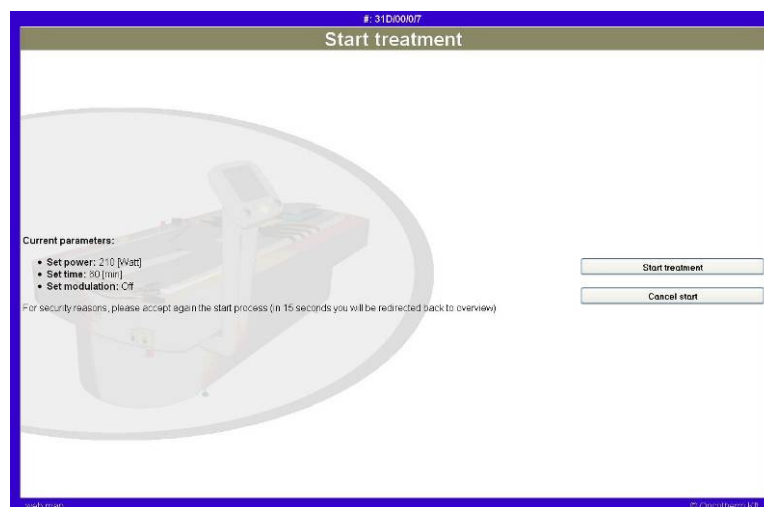 #: 31D/00/0/7
Start treatment
Current parameters:
• Set power: 210 [Watt]
• Set time: 80 [min]
• Set modulation: Off
For security reasons, please accept again the start process (in 15 seconds you will be redirected back to overview)
Start treatment
Cancel start
web map
© Oncotherm Kft